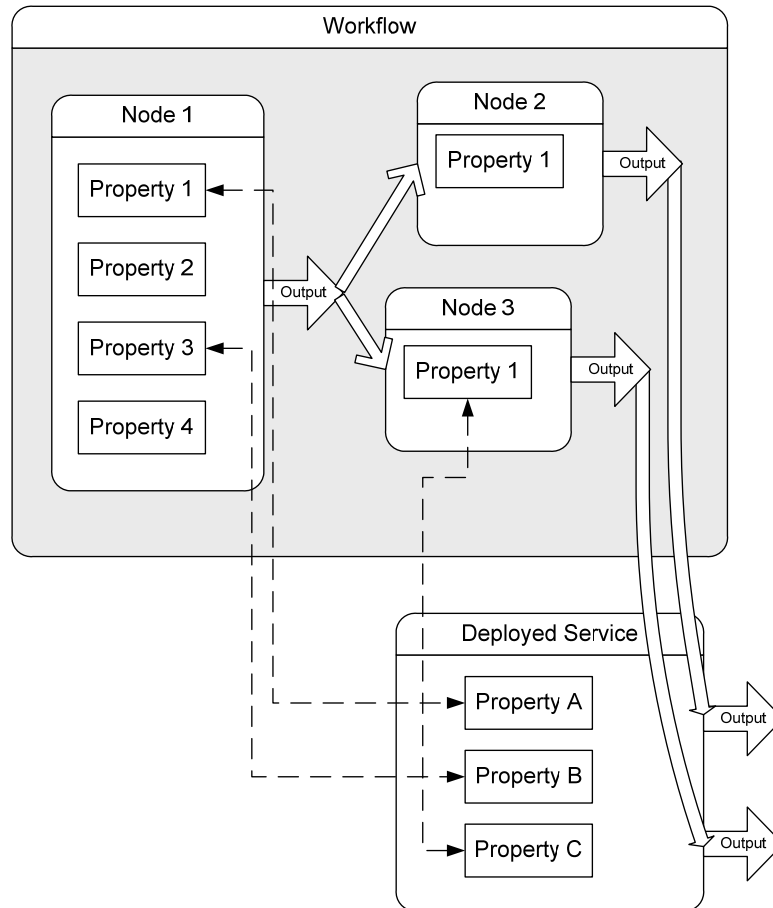 Workflow
Node 1
Property 1
Property 2
Property 3
Property 4
Output
Node 2
Property 1
Output
Node 3
Property 1
Output
Deployed Service
Property A
Property B
Property C
Output
Output